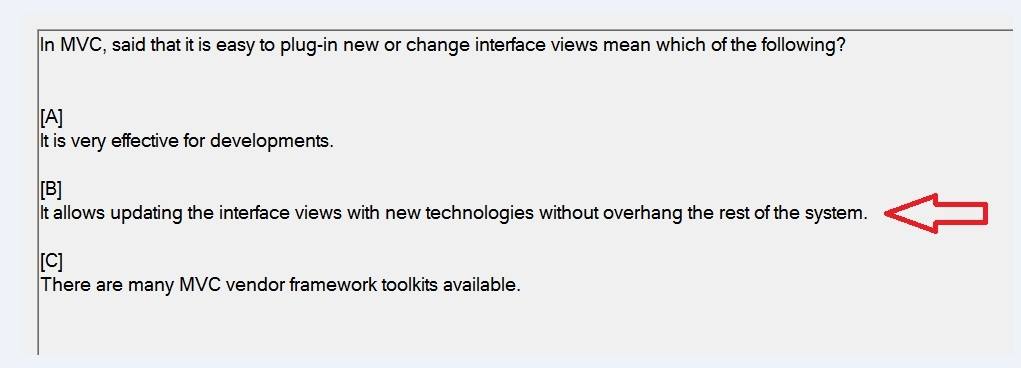 In MVC, said that it is easy to plug-in new or change interface views mean which of the following?
[A]
It is very effective for developments.
[B]
It allows updating the interface views with new technologies without overhang the rest of the system.
[C]
There are many MVC vendor framework toolkits available.